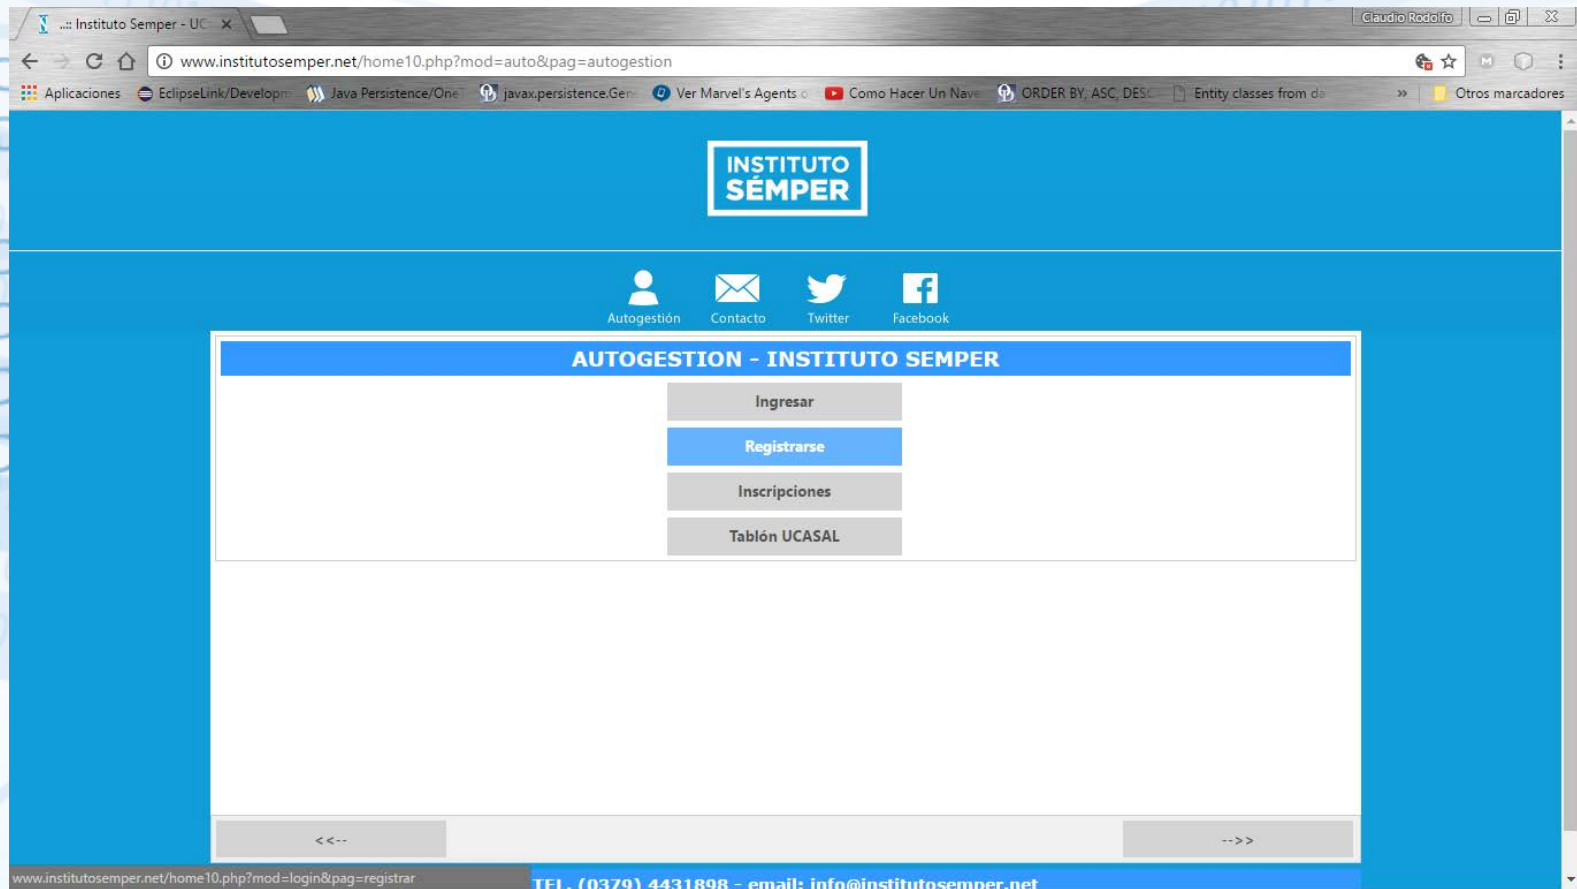 ..:: Instituto Semper - UC
Claudio Rodolfo
www.institutosemper.net/home10.php?mod=auto&pag=autogestion
Aplicaciones EclipseLink/Developm Java Persistence/One javax.persistence.Gen Ver Marvel's Agents o Como Hacer Un Nave ORDER BY, ASC, DESC Entity classes from da » Otros marcadores
INSTITUTO
SÉMPER
Autogestión Contacto Twitter Facebook
AUTOGESTION - INSTITUTO SEMPER
Ingresar
Registrarse
Inscripciones
Tablón UCASAL
<<-- -->>
www.institutosemper.net/home10.php?mod=login&pag=registrar
TEL. (0379) 4431898 - email: info@institutosemper.net